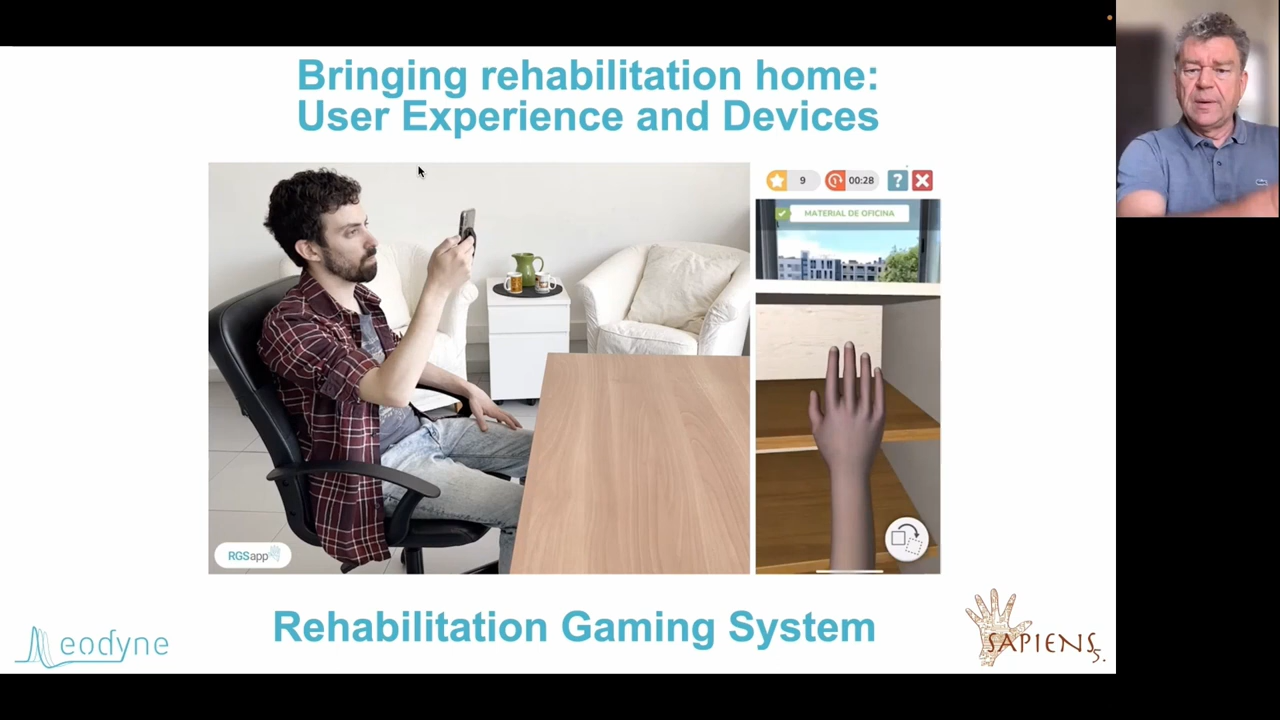 Bringing rehabilitation home:
User Experience and Devices
9
00:28
?
MATERIAL DE OFICINA
RGSapp
Rehabilitation Gaming System
eodyne
SAPIENS
5.